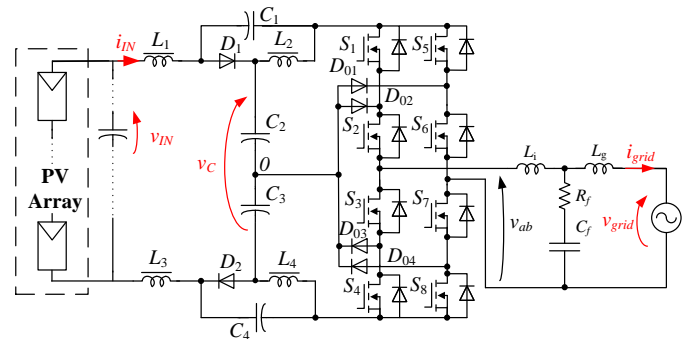 C1
iIN
L1
D1
L2
S1
S5
D01
D02
C2
S2
S6
vIN
vC
0
PV
Array
C3
S3
S7
D03
D04
Li
Lg
igrid
Rf
Cf
vab
vgrid
L3
D2
L4
S4
S8
C4